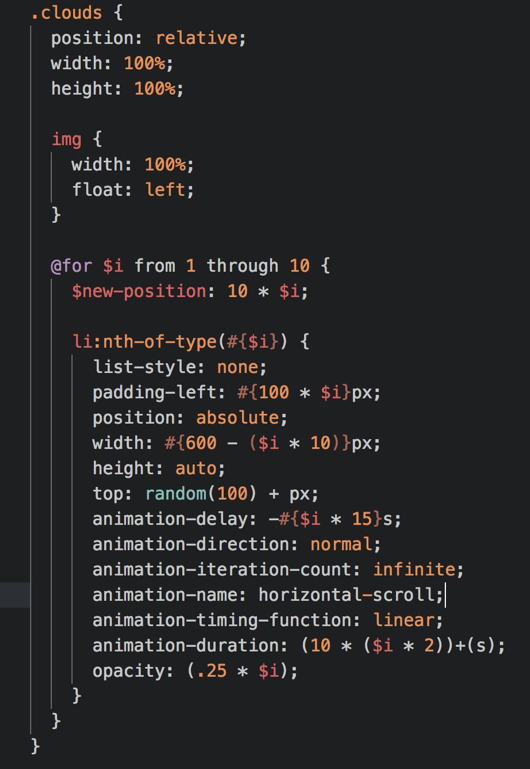 .clouds {
position: relative;
width: 100%;
height: 100%;
img {
width: 100%;
float: left;
}
@for $i from 1 through 10 {
$new-position: 10 * $i;
li:nth-of-type(#{$i}) {
list-style: none;
padding-left: #{100 * $i}px;
position: absolute;
width: #{600 - ($i * 10)}px;
height: auto;
top: random(100) + px;
animation-delay: -#{$i * 15}s;
animation-direction: normal;
animation-iteration-count: infinite;
animation-name: horizontal-scroll;
animation-timing-function: linear;
animation-duration: (10 * ($i * 2))+(s);
opacity: (.25 * $i);
}
}
}